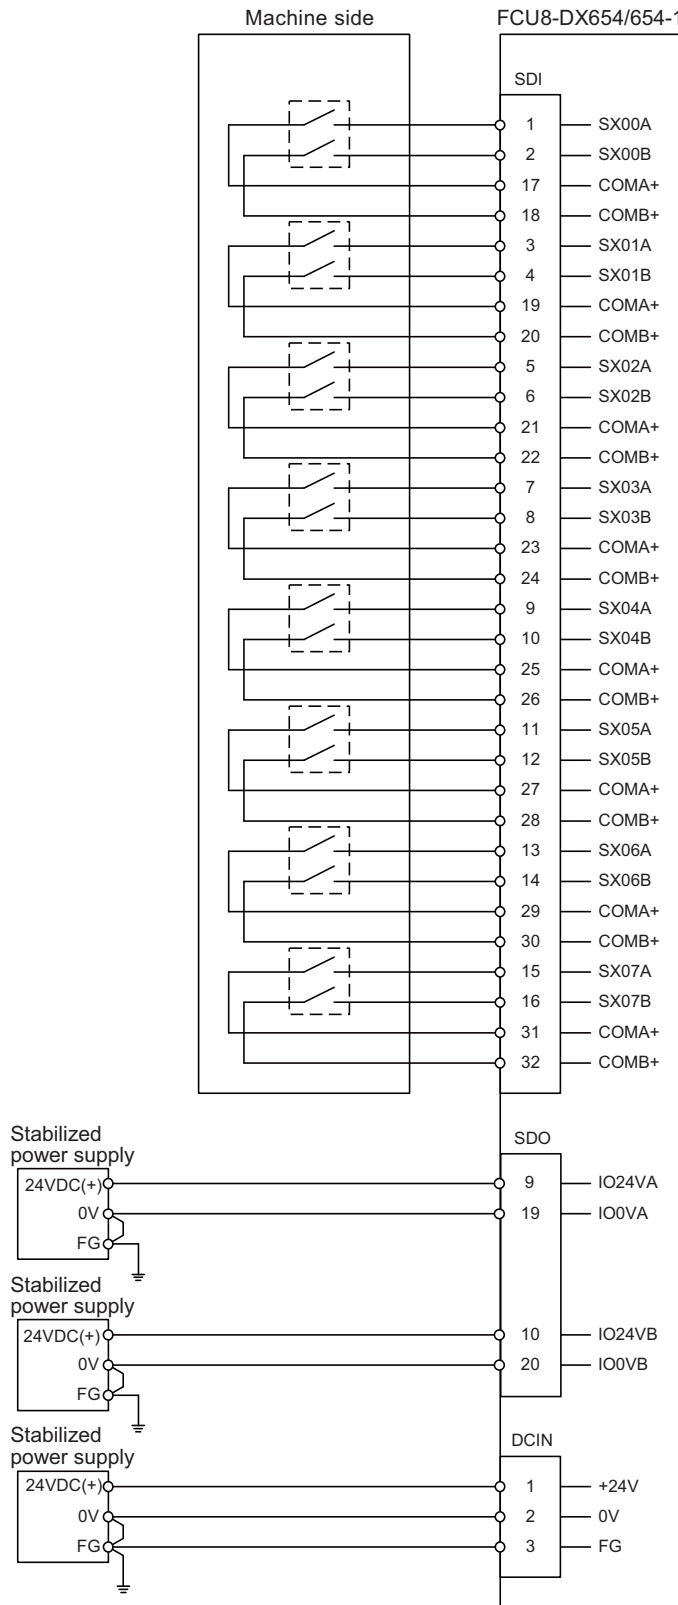 Machine side
FCU8-DX654/654-1
SDI
1 SX00A
2 SX00B
17 COMA+
18 COMB+
3 SX01A
4 SX01B
19 COMA+
20 COMB+
5 SX02A
6 SX02B
21 COMA+
22 COMB+
7 SX03A
8 SX03B
23 COMA+
24 COMB+
9 SX04A
10 SX04B
25 COMA+
26 COMB+
11 SX05A
12 SX05B
27 COMA+
28 COMB+
13 SX06A
14 SX06B
29 COMA+
30 COMB+
15 SX07A
16 SX07B
31 COMA+
32 COMB+
Stabilized
power supply
SDO
24VDC(+) 9 IO24VA
0V 19 IO0VA
FG
Stabilized
power supply
24VDC(+) 10 IO24VB
0V 20 IO0VB
FG
Stabilized
power supply
DCIN
24VDC(+) 1 +24V
0V 2 0V
FG 3 FG